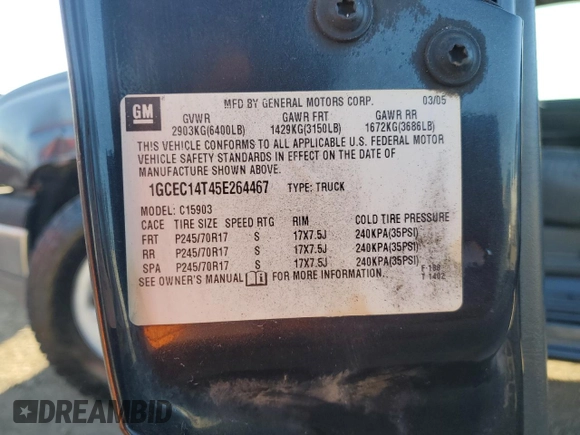 GM
MFD BY GENERAL MOTORS CORP. 03/05
GVWR GAWR FRT GAWR RR
2903KG(6400LB) 1429KG(3150LB) 1672KG(3686LB)
THIS VEHICLE CONFORMS TO ALL APPLICABLE U.S. FEDERAL MOTOR
VEHICLE SAFETY STANDARDS IN EFFECT ON THE DATE OF
MANUFACTURE SHOWN ABOVE.
1GCEC14T45E264467 TYPE: TRUCK
MODEL: C15903
CACE TIRE SIZE SPEED RTG RIM COLD TIRE PRESSURE
FRT P245/70R17 S 17X7.5J 240KPA(35PSI)
RR P245/70R17 S 17X7.5J 240KPA(35PSI)
SPA P245/70R17 S 17X7.5J 240KPA(35PSI)
SEE OWNER'S MANUAL FOR MORE INFORMATION.
T 1402
DREAMBID